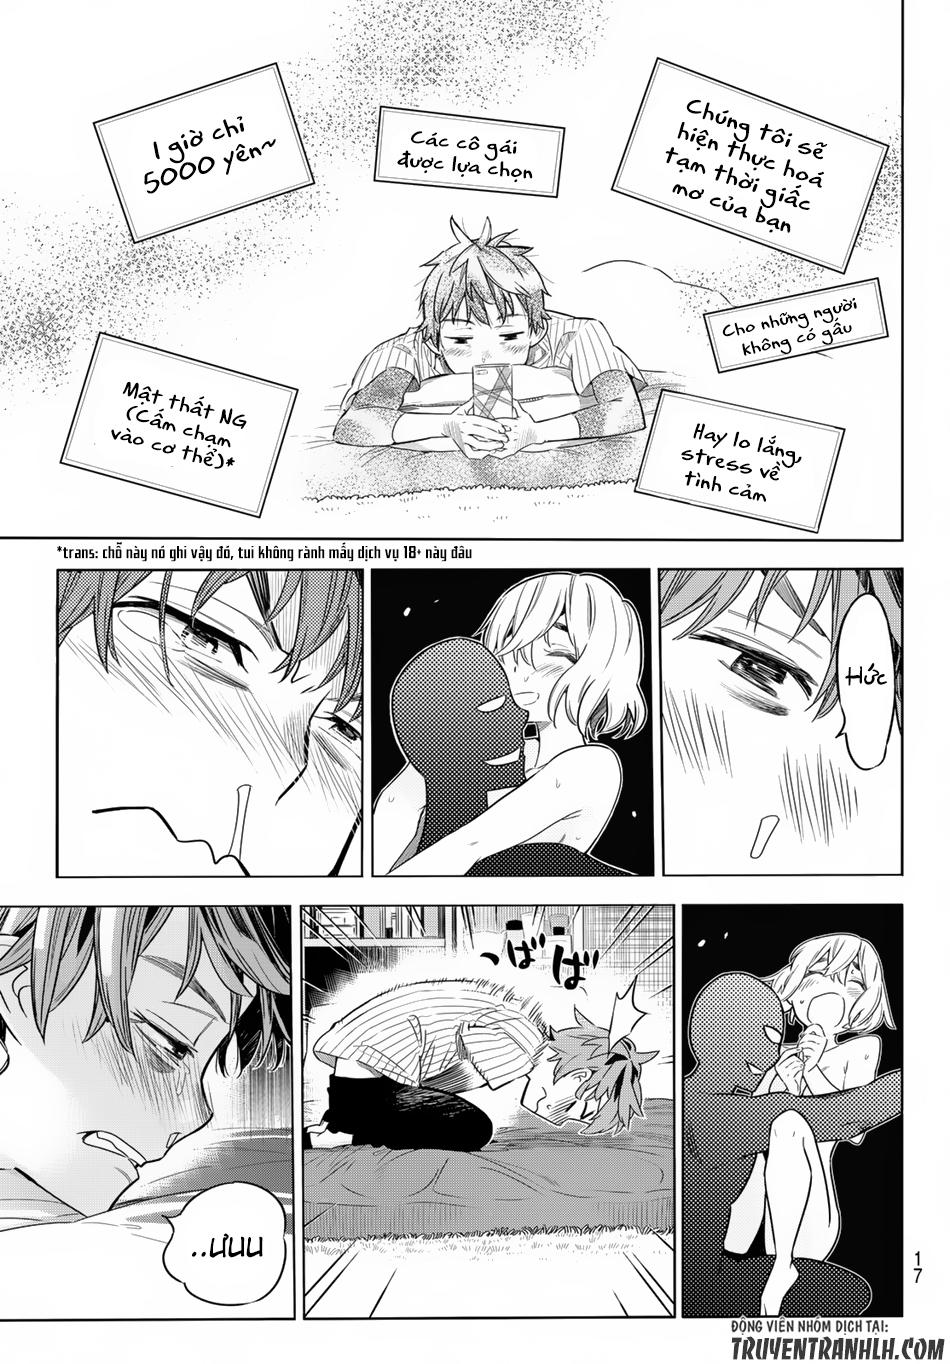 Chúng tôi sẽ
hiện thực hoá
tạm thời giấc
mơ của bạn
Các cô gái
được lựa chọn
1 giờ chỉ
5000 yên~
Cho những người
không có gấu
Hay lo lắng,
stress về
tình cảm
Mật thất NG
(Cấm chạm
vào cơ thể)*
*trans: chỗ này nó ghi vậy đó, tui không rành mấy dịch vụ 18+ này đâu
Hức
っばば
..ƯUU
17
ĐỘNG VIÊN NHÓM DỊCH TẠI:
TRUYENTRANHLH.COM